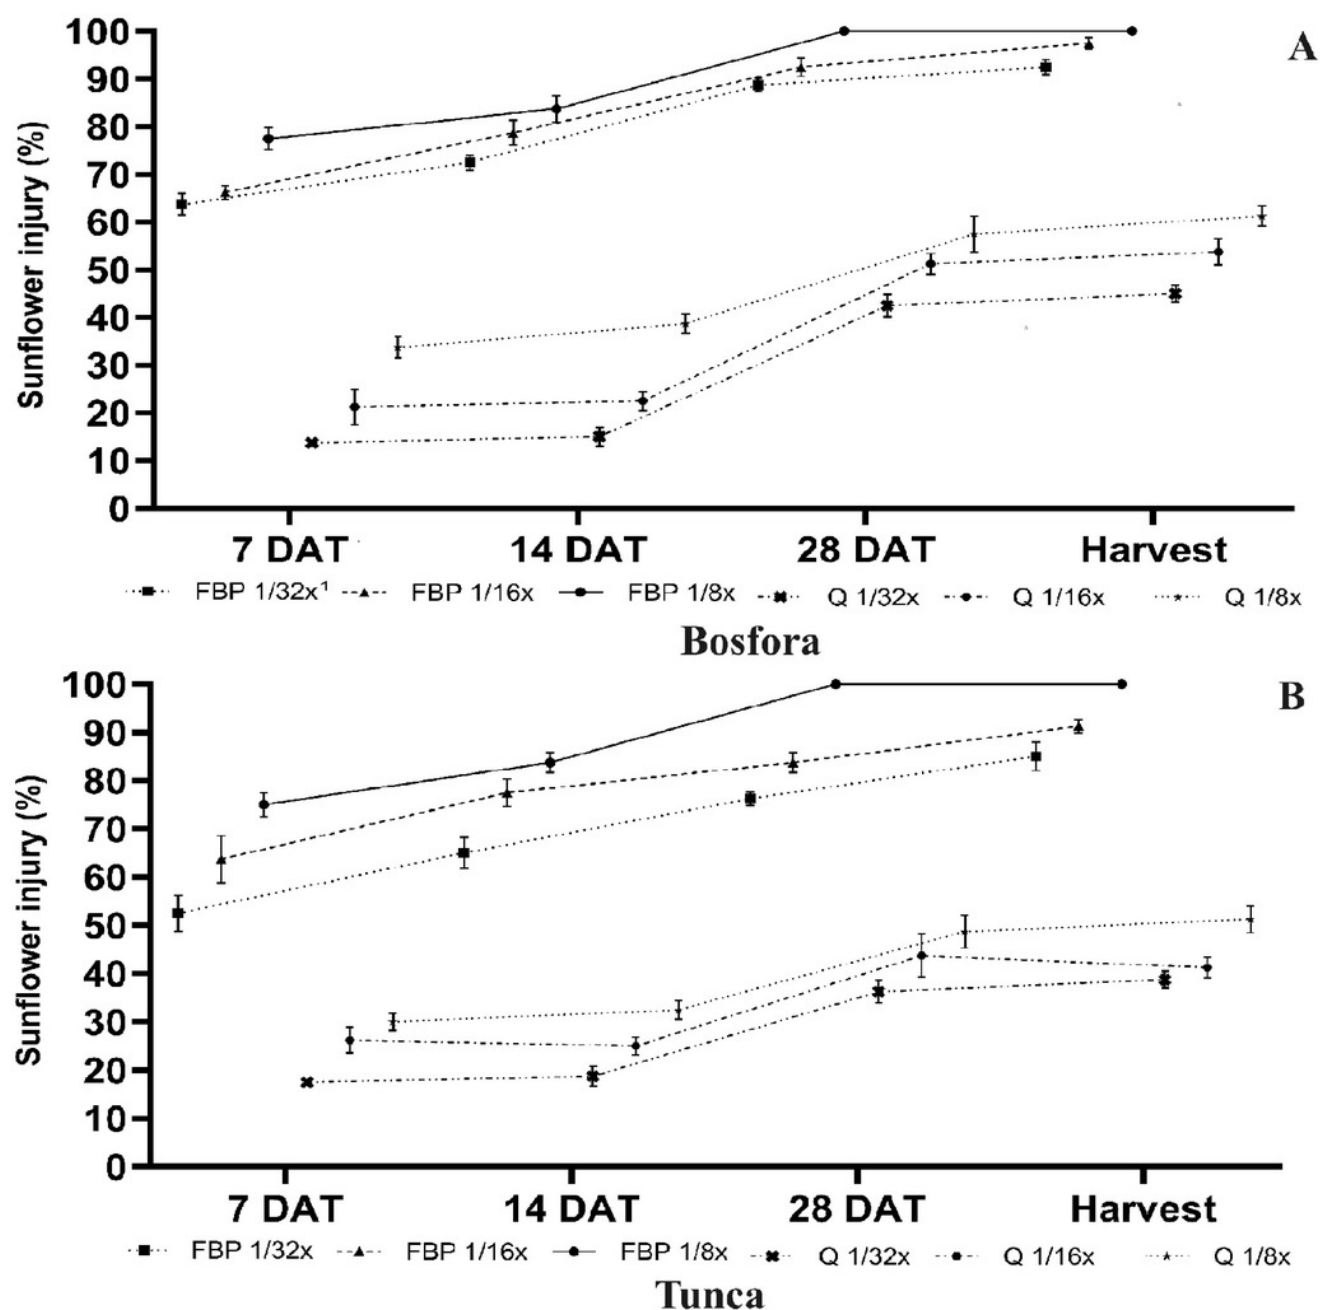 A
Sunflower injury (%)
100
90
80
70
60
50
40
30
20
10
0
7 DAT 14 DAT 28 DAT Harvest
FBP 1/32x¹ FBP 1/16x FBP 1/8x Q 1/32x Q 1/16x Q 1/8x
Bosfora
B
Sunflower injury (%)
100
90
80
70
60
50
40
30
20
10
0
7 DAT 14 DAT 28 DAT Harvest
FBP 1/32x FBP 1/16x FBP 1/8x Q 1/32x Q 1/16x Q 1/8x
Tunca